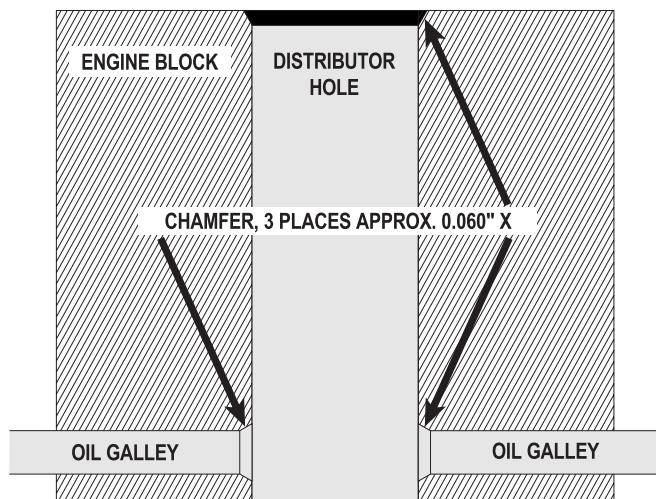 ENGINE BLOCK
DISTRIBUTOR
HOLE
CHAMFER, 3 PLACES APPROX. 0.060" X
OIL GALLEY
OIL GALLEY